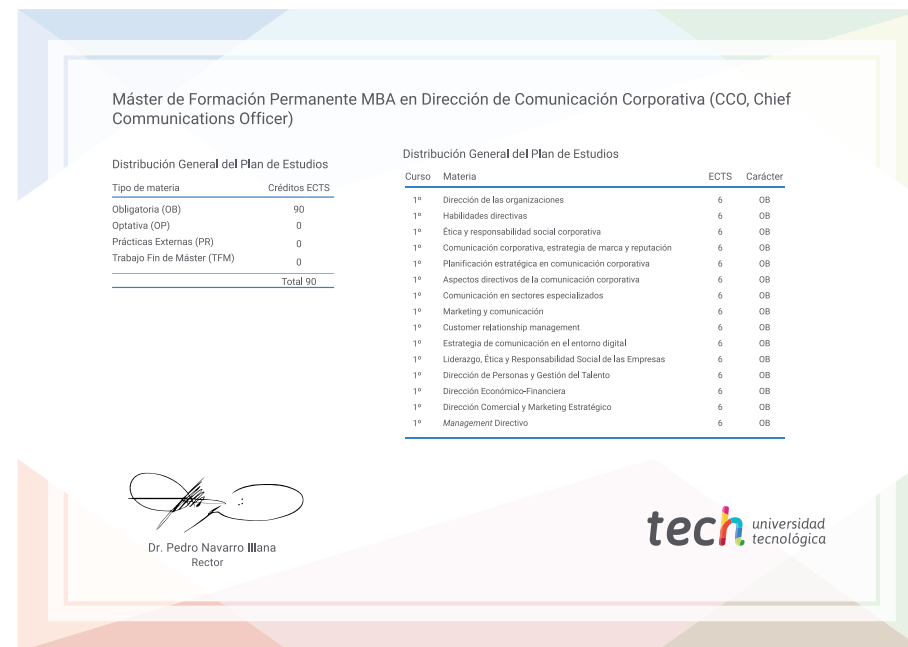 Máster de Formación Permanente MBA en Dirección de Comunicación Corporativa (CCO, Chief
Communications Officer)
Distribución General del Plan de Estudios
Tipo de materia Créditos ECTS
Obligatoria (OB) 90
Optativa (OP) 0
Prácticas Externas (PR) 0
Trabajo Fin de Máster (TFM) 0
Total 90
Distribución General del Plan de Estudios
Curso Materia ECTS Carácter
1º Dirección de las organizaciones 6 OB
1º Habilidades directivas 6 OB
1º Ética y responsabilidad social corporativa 6 OB
1º Comunicación corporativa, estrategia de marca y reputación 6 OB
1º Planificación estratégica en comunicación corporativa 6 OB
1º Aspectos directivos de la comunicación corporativa 6 OB
1º Comunicación en sectores especializados 6 OB
1º Marketing y comunicación 6 OB
1º Customer relationship management 6 OB
1º Estrategia de comunicación en el entorno digital 6 OB
1º Liderazgo, Ética y Responsabilidad Social de las Empresas 6 OB
1º Dirección de Personas y Gestión del Talento 6 OB
1º Dirección Económico-Financiera 6 OB
1º Dirección Comercial y Marketing Estratégico 6 OB
1º Management Directivo 6 OB
Dr. Pedro Navarro Illana
Rector
tech universidad
tecnológica